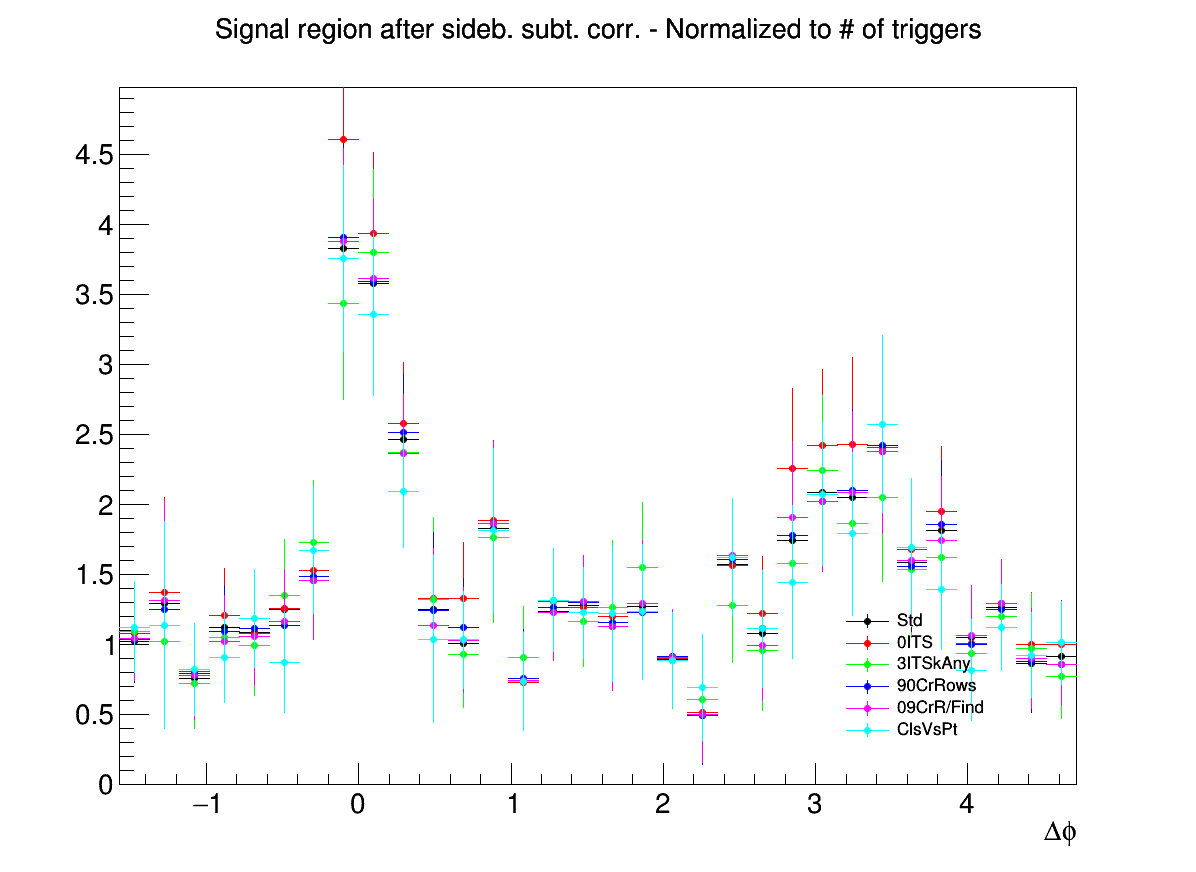 Signal region after sideb. subt. corr. - Normalized to # of triggers
4.5
4
3.5
3
2.5
2
1.5
1
0.5
0
−1 0 1 2 3 4
Δϕ
Std
0ITS
3ITSkAny
90CrRows
09CrR/Find
ClsVsPt